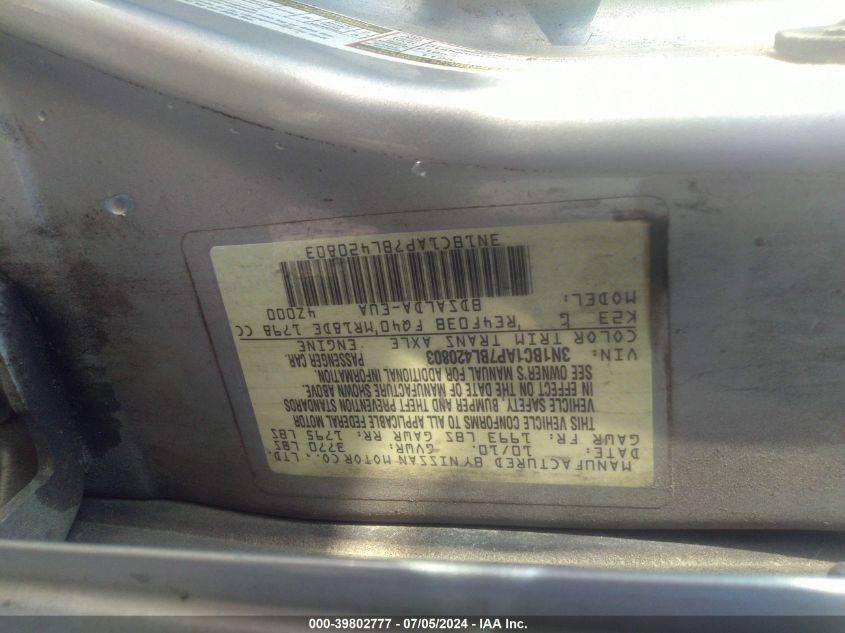 MANUFACTURED BY NISSAN MOTOR CO., LTD.
DATE: 10/10 GVWR: 3770 LBS
GAWR FR: 1993 LBS GAWR RR: 1795 LBS
THIS VEHICLE CONFORMS TO ALL APPLICABLE FEDERAL MOTOR
VEHICLE SAFETY, BUMPER AND THEFT PREVENTION STANDARDS
IN EFFECT ON THE DATE OF MANUFACTURE SHOWN ABOVE.
SEE OWNER'S MANUAL FOR ADDITIONAL INFORMATION.
VIN: 3N1BC1AP7BL420803 PASSENGER CAR
COLOR TRIM TRANS AXLE ENGINE
K23 G RE4F03B FQ40 MR18DE 1798 CC
MODEL: BDZALDA-EUA 4Z000
3N1BC1AP7BL420803
000-39802777 - 07/05/2024 - IAA Inc.